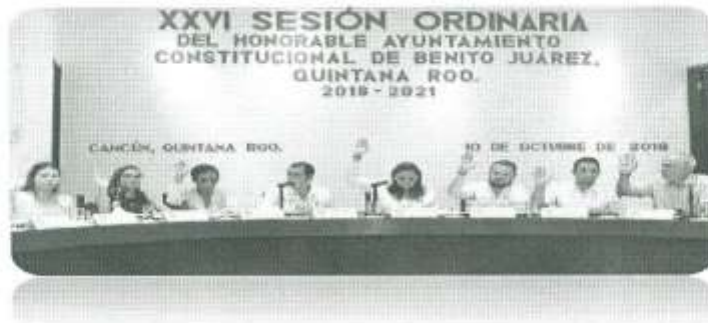 XXVI SESIÓN ORDINARIA
DEL HONORABLE AYUNTAMIENTO
CONSTITUCIONAL DE BENITO JUÁREZ,
QUINTANA ROO.
2018 - 2021
CANCÚN, QUINTANA ROO.
10 DE OCTUBRE DE 2019